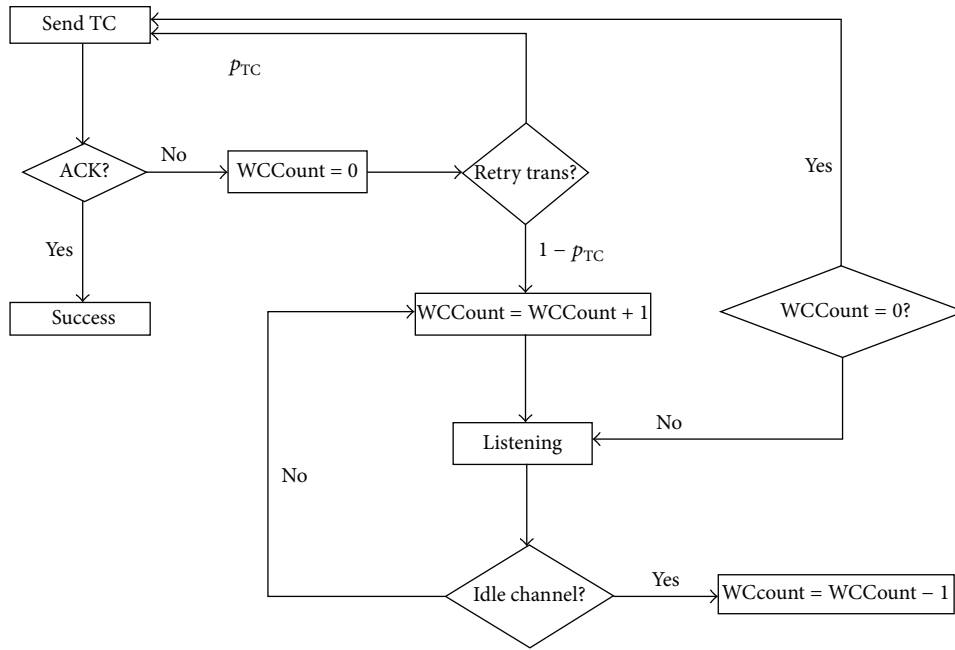 Send TC
p_TC
ACK?
No
WCCount = 0
Retry trans?
Yes
Yes
1 − p_TC
Success
WCCount = WCCount + 1
WCCount = 0?
No
Listening
No
Idle channel?
Yes
WCcount = WCCount − 1